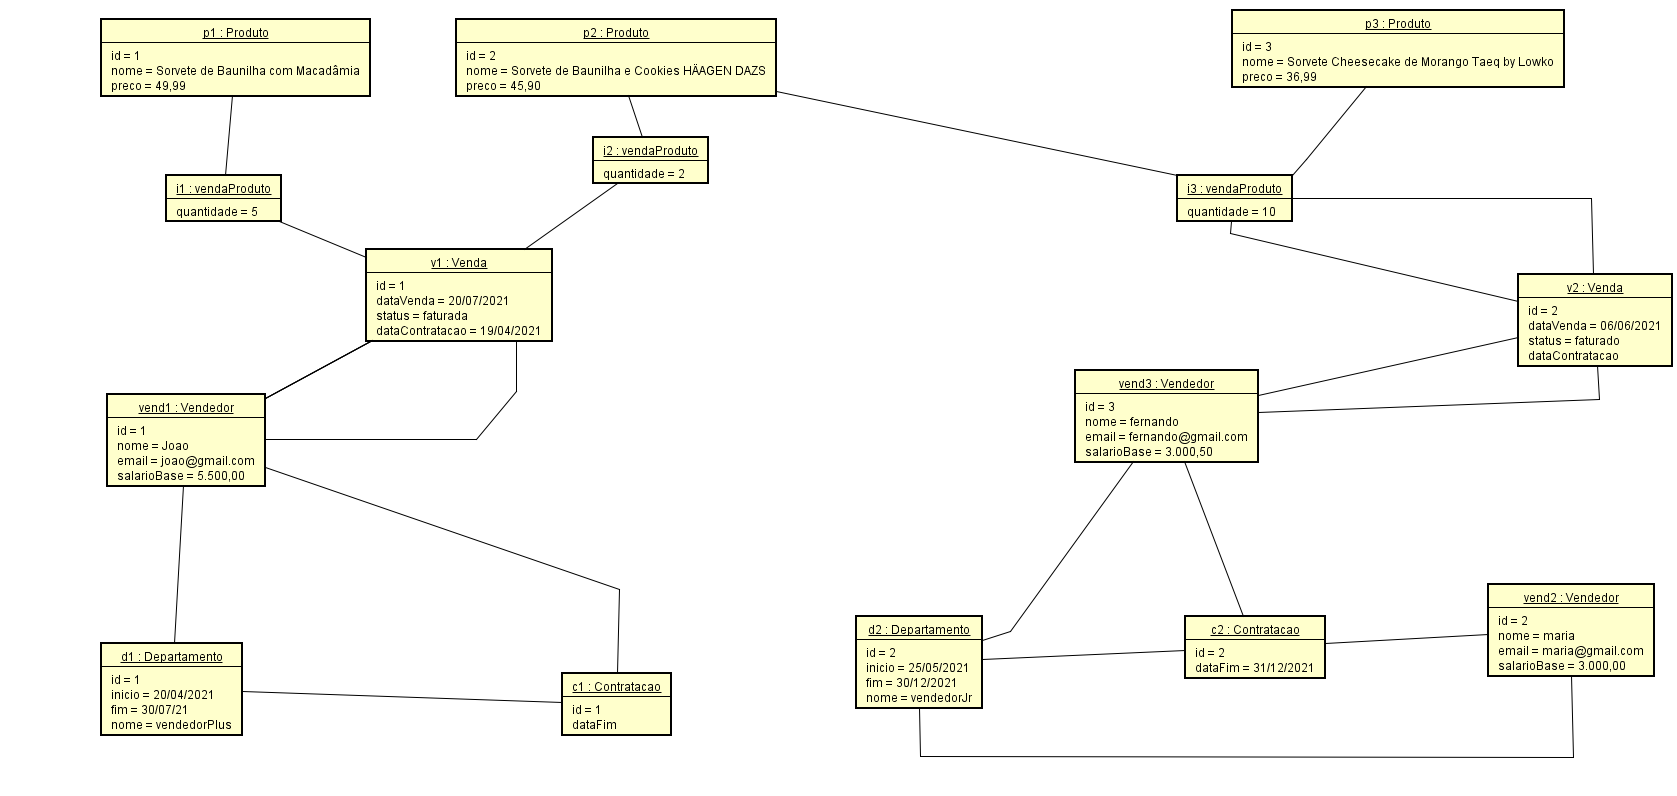 p1 : Produto
id = 1
nome = Sorvete de Baunilha com Macadâmia
preco = 49,99
p2 : Produto
id = 2
nome = Sorvete de Baunilha e Cookies HÄAGEN DAZS
preco = 45,90
p3 : Produto
id = 3
nome = Sorvete Cheesecake de Morango Taeq by Lowko
preco = 36,99
i1 : vendaProduto
quantidade = 5
i2 : vendaProduto
quantidade = 2
i3 : vendaProduto
quantidade = 10
v1 : Venda
id = 1
dataVenda = 20/07/2021
status = faturada
dataContratacao = 19/04/2021
v2 : Venda
id = 2
dataVenda = 06/06/2021
status = faturado
dataContratacao
vend1 : Vendedor
id = 1
nome = Joao
email = joao@gmail.com
salarioBase = 5.500,00
vend3 : Vendedor
id = 3
nome = fernando
email = fernando@gmail.com
salarioBase = 3.000,50
d1 : Departamento
id = 1
inicio = 20/04/2021
fim = 30/07/21
nome = vendedorPlus
c1 : Contratacao
id = 1
dataFim
d2 : Departamento
id = 2
inicio = 25/05/2021
fim = 30/12/2021
nome = vendedorJr
c2 : Contratacao
id = 2
dataFim = 31/12/2021
vend2 : Vendedor
id = 2
nome = maria
email = maria@gmail.com
salarioBase = 3.000,00